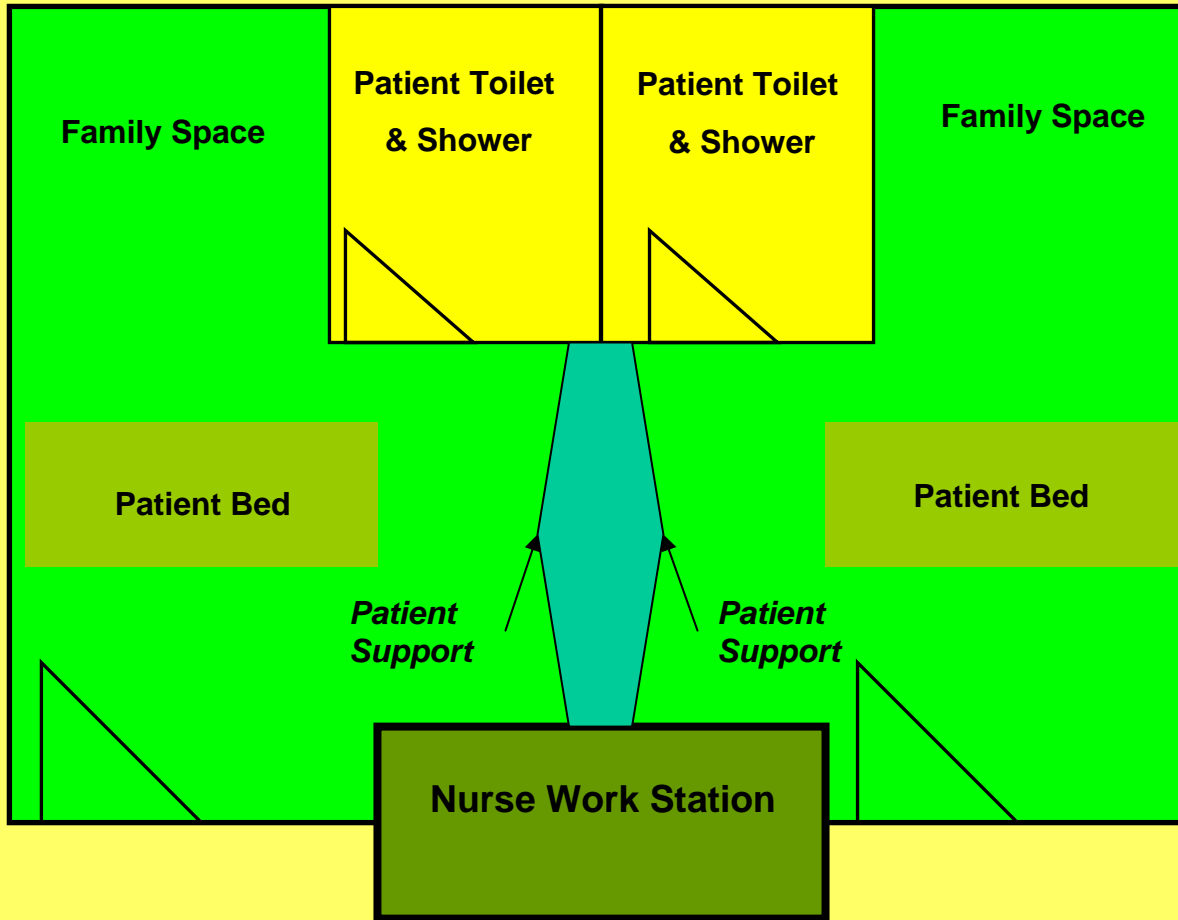 Family Space
Patient Toilet
& Shower
Patient Toilet
& Shower
Family Space
Patient Bed
Patient Bed
Patient
Support
Patient
Support
Nurse Work Station